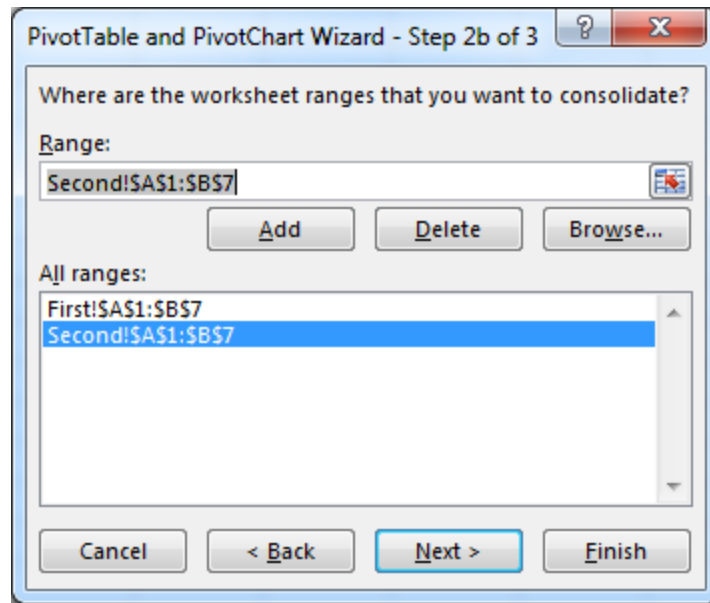 PivotTable and PivotChart Wizard - Step 2b of 3
Where are the worksheet ranges that you want to consolidate?
Range:
Second!$A$1:$B$7
Add Delete Browse...
All ranges:
First!$A$1:$B$7
Second!$A$1:$B$7
Cancel < Back Next > Finish